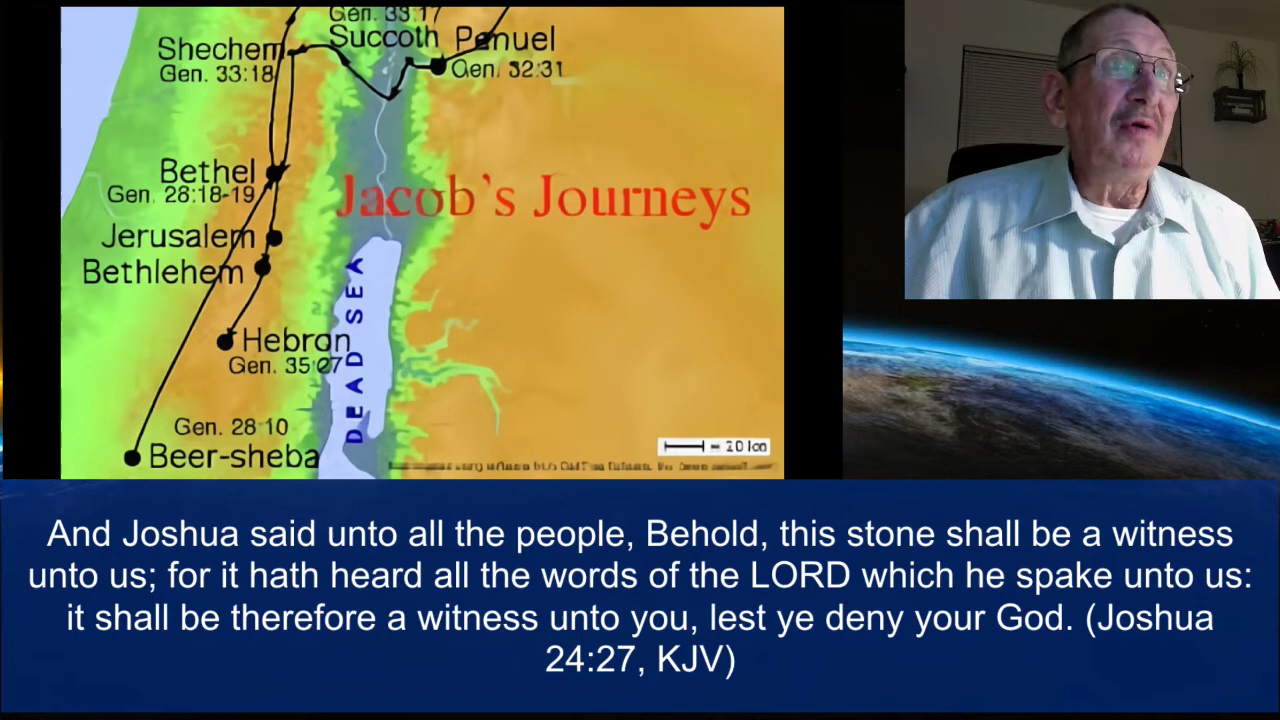 Gen. 33:17
Succoth
Penuel
Gen. 32:31
Shechem
Gen. 33:18
Bethel
Gen. 28:18-19
Jerusalem
Bethlehem
Jacob's Journeys
DEAD SEA
Hebron
Gen. 35:27
Gen. 28:10
Beer-sheba
= 20 km
And Joshua said unto all the people, Behold, this stone shall be a witness
unto us; for it hath heard all the words of the LORD which he spake unto us:
it shall be therefore a witness unto you, lest ye deny your God. (Joshua
24:27, KJV)